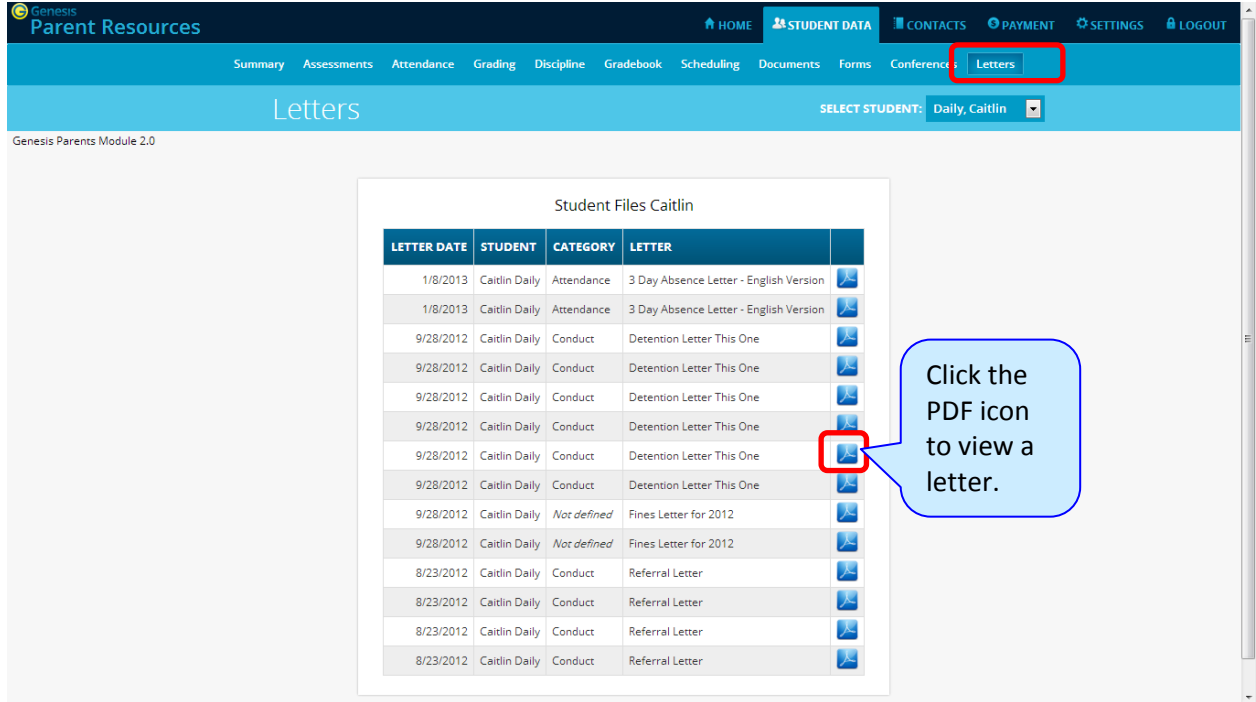 Genesis
Parent Resources
HOME STUDENT DATA CONTACTS PAYMENT SETTINGS LOGOUT
Summary Assessments Attendance Grading Discipline Gradebook Scheduling Documents Forms Conferences Letters
Letters
SELECT STUDENT: Daily, Caitlin
Genesis Parents Module 2.0
Student Files Caitlin
LETTER DATE STUDENT CATEGORY LETTER
1/8/2013 Caitlin Daily Attendance 3 Day Absence Letter - English Version
1/8/2013 Caitlin Daily Attendance 3 Day Absence Letter - English Version
9/28/2012 Caitlin Daily Conduct Detention Letter This One
9/28/2012 Caitlin Daily Conduct Detention Letter This One
9/28/2012 Caitlin Daily Conduct Detention Letter This One
9/28/2012 Caitlin Daily Conduct Detention Letter This One
9/28/2012 Caitlin Daily Conduct Detention Letter This One
9/28/2012 Caitlin Daily Conduct Detention Letter This One
9/28/2012 Caitlin Daily Not defined Fines Letter for 2012
9/28/2012 Caitlin Daily Not defined Fines Letter for 2012
8/23/2012 Caitlin Daily Conduct Referral Letter
8/23/2012 Caitlin Daily Conduct Referral Letter
8/23/2012 Caitlin Daily Conduct Referral Letter
8/23/2012 Caitlin Daily Conduct Referral Letter
Click the
PDF icon
to view a
letter.